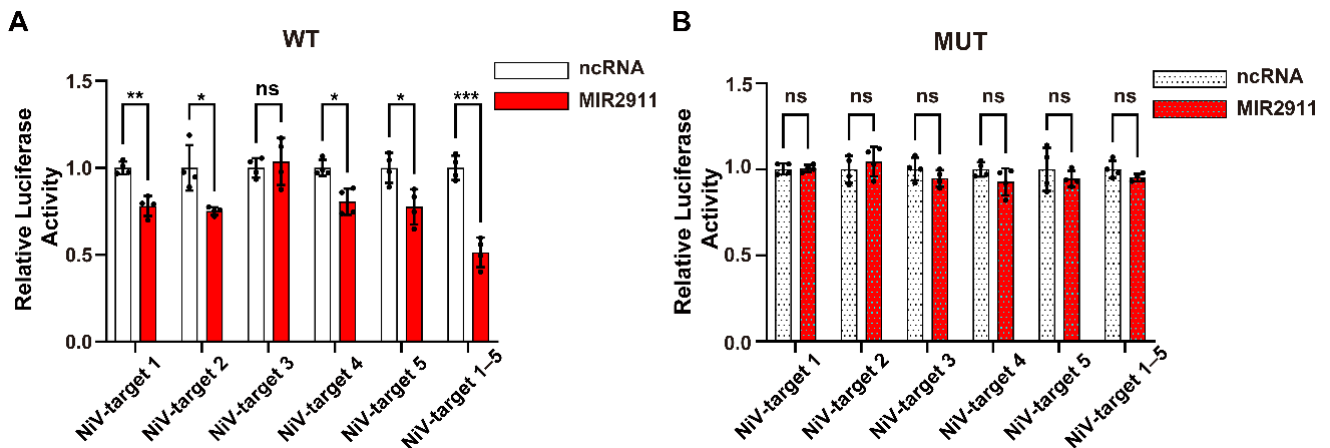 A
WT
ncRNA
MIR2911
Relative Luciferase
Activity
1.5
1.0
0.5
0.0
**
*
ns
*
*
***
NiV-target 1
NiV-target 2
NiV-target 3
NiV-target 4
NiV-target 5
NiV-target 1–5
B
MUT
ncRNA
MIR2911
Relative Luciferase
Activity
1.5
1.0
0.5
0.0
ns
ns
ns
ns
ns
ns
NiV-target 1
NiV-target 2
NiV-target 3
NiV-target 4
NiV-target 5
NiV-target 1–5